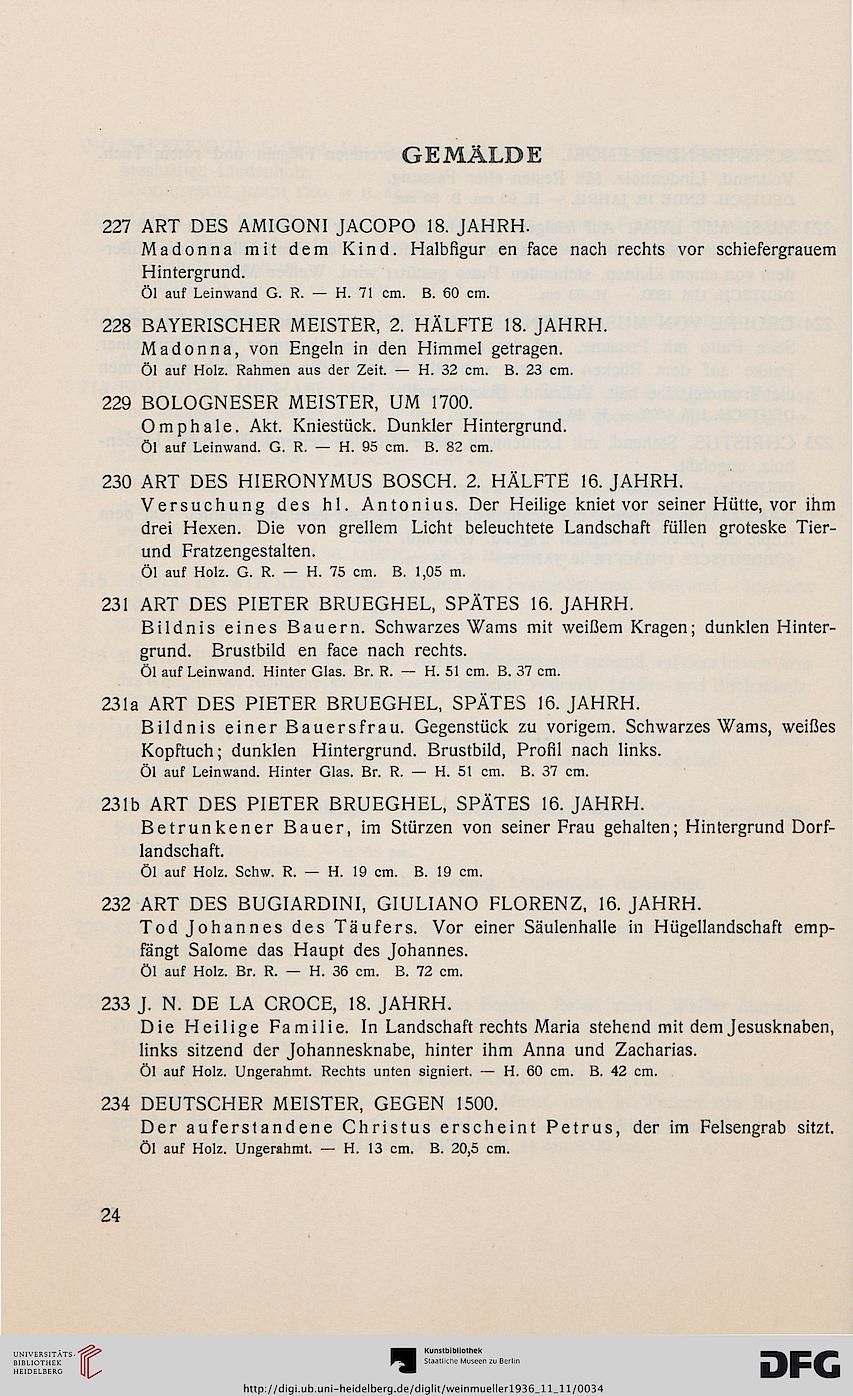 GEMÄLDE
227 ART DES AMIGONI JACOPO 18. JAHRH.
Madonna mit dem Kind. Halbfigur en face nach rechts vor schiefergrauem
Hintergrund.
Öl auf Leinwand G. R. — H. 71 cm. B. 60 cm.
228 BAYERISCHER MEISTER, 2. HÄLFTE 18. JAHRH.
Madonna, von Engeln in den Himmel getragen.
Öl auf Holz. Rahmen aus der Zeit. — H. 32 cm. B. 23 cm.
229 BOLOGNESER MEISTER, UM 1700.
Omphale. Akt. Kniestück. Dunkler Hintergrund.
Öl auf Leinwand. G. R. — H. 95 cm. B. 82 cm.
230 ART DES HIERONYMUS BOSCH. 2. HÄLFTE 16. JAHRH.
Versuchung des hl. Antonius. Der Heilige kniet vor seiner Hütte, vor ihm
drei Hexen. Die von grellem Licht beleuchtete Landschaft füllen groteske Tier-
und Fratzengestalten.
Öl auf Holz. G. R. — H. 75 cm. B. 1,05 m.
231 ART DES PIETER BRUEGHEL, SPÄTES 16. JAHRH.
Bildnis eines Bauern. Schwarzes Wams mit weißem Kragen; dunklen Hinter-
grund. Brustbild en face nach rechts.
Öl auf Leinwand. Hinter Glas. Br. R. — H. 51 cm. B. 37 cm.
231a ART DES PIETER BRUEGHEL, SPÄTES 16. JAHRH.
Bildnis einer Bauersfrau. Gegenstück zu vorigem. Schwarzes Wams, weißes
Kopftuch; dunklen Hintergrund. Brustbild, Profil nach links.
Öl auf Leinwand. Hinter Glas. Br. R. — H. 51 cm. B. 37 cm.
231b ART DES PIETER BRUEGHEL, SPÄTES 16. JAHRH.
Betrunkener Bauer, im Stürzen von seiner Frau gehalten; Hintergrund Dorf-
landschaft.
Öl auf Holz. Schw. R. — H. 19 cm. B. 19 cm.
232 ART DES BUGIARDINI, GIULIANO FLORENZ, 16. JAHRH.
Tod Johannes des Täufers. Vor einer Säulenhalle in Hügellandschaft emp-
fängt Salome das Haupt des Johannes.
Öl auf Holz. Br. R. — H. 36 cm. B. 72 cm.
233 J. N. DE LA CROCE, 18. JAHRH.
Die Heilige Familie. In Landschaft rechts Maria stehend mit dem Jesusknaben,
links sitzend der Johannesknabe, hinter ihm Anna und Zacharias.
Öl auf Holz. Ungerahmt. Rechts unten signiert. — H. 60 cm. B. 42 cm.
234 DEUTSCHER MEISTER, GEGEN 1500.
Der auferstandene Christus erscheint Petrus, der im Felsengrab sitzt.
Öl auf Holz. Ungerahmt. — H. 13 cm. B. 20,5 cm.
24
UNIVERSITÄTS-
BIBLIOTHEK
HEIDELBERG
Kunstbibliothek
Staatliche Museen zu Berlin
DFG
http://digi.ub.uni-heidelberg.de/diglit/weinmueller1936_11_11/0034